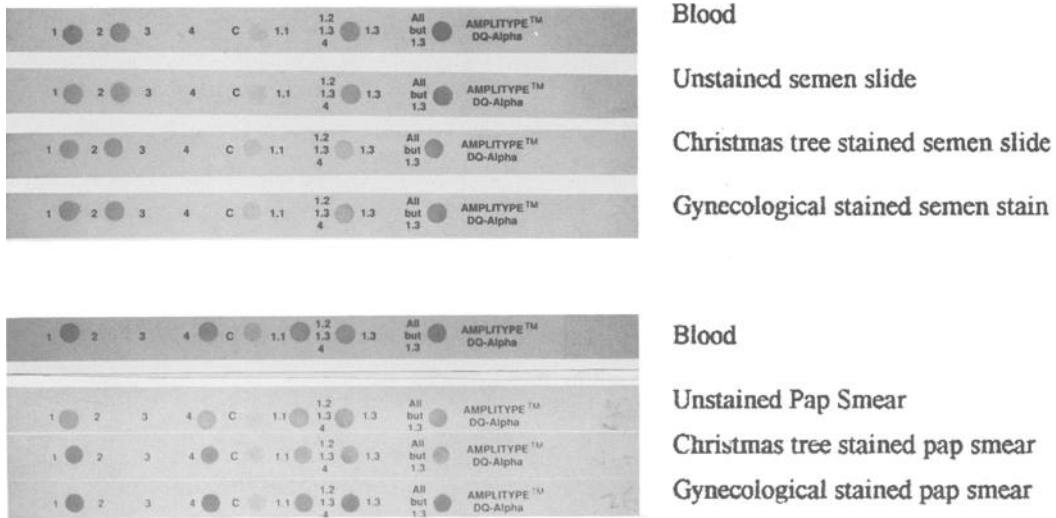 1.2 All Blood
1 2 3 4 C 1.1 1.3 1.3 but AMPLITYPE™
4 1.3 DQ-Alpha
1.2 All Unstained semen slide
1 2 3 4 C 1.1 1.3 1.3 but AMPLITYPE™
4 1.3 DQ-Alpha
1.2 All Christmas tree stained semen slide
1 2 3 4 C 1.1 1.3 1.3 but AMPLITYPE™
4 1.3 DQ-Alpha
1.2 All Gynecological stained semen stain
1 2 3 4 C 1.1 1.3 1.3 but AMPLITYPE™
4 1.3 DQ-Alpha
1.2 All Blood
1 2 3 4 C 1.1 1.3 1.3 but AMPLITYPE™
4 1.3 DQ-Alpha
1.2 All Unstained Pap Smear
1 2 3 4 C 1.1 1.3 1.3 but AMPLITYPE™
4 1.3 DQ-Alpha
1.2 All Christmas tree stained pap smear
1 2 3 4 C 1.1 1.3 1.3 but AMPLITYPE™
4 1.3 DQ-Alpha
1.2 All Gynecological stained pap smear
1 2 3 4 C 1.1 1.3 1.3 but AMPLITYPE™
4 1.3 DQ-Alpha